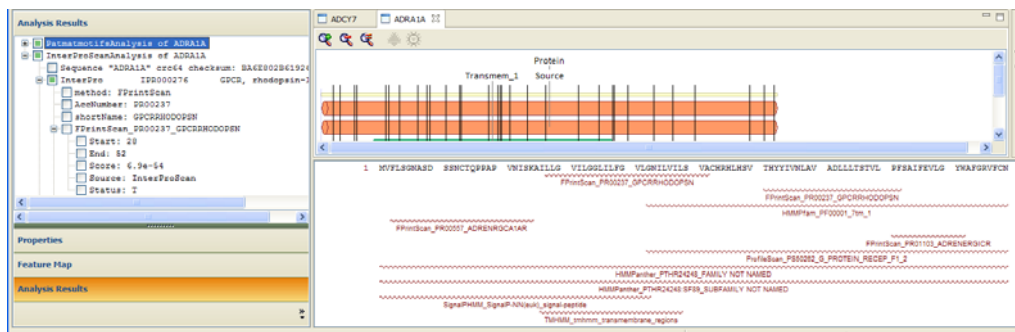 Analysis Results
PatmatmotifsAnalysis of ADRA1A
InterProScanAnalysis of ADRA1A
Sequence "ADRA1A" crc64 checksum: BA6E002B61924
InterPro IPR000276 GPCR, rhodopsin-
method: FPrintScan
AccNumber: PR00237
shortName: GPCRRHODOPSN
FPrintScan_PR00237_GPCRRHODOPSN
Start: 28
End: 52
Score: 6.9e-54
Source: InterProScan
Status: T
Properties
Feature Map
Analysis Results
ADCY7
ADRA1A
Protein
Transmem_1 Source
1 MVFLSGNASD SSNCTQPPAP VNISKAILLG VILGGLILFG VLGNILVILS VACHRHLHSV THYYIVNLAV ADLLLTSTVL PFSAIFEVLG YWAFGRVFCN
FPrintScan_PR00237_GPCRRHODOPSN
FPrintScan_PR00237_GPCRRHODOPSN
HMMPfam_PF00001_7tm_1
FPrintScan_PR00557_ADRENRGCA1AR
FPrintScan_PR01103_ADRENERGICR
ProfileScan_PS50262_G_PROTEIN_RECEP_F1_2
HMMPanther_PTHR24248_FAMILY NOT NAMED
HMMPanther_PTHR24248:SF89_SUBFAMILY NOT NAMED
SignalPHMM_SignalP-NN(euk)_signal-peptide
TMHMM_tmhmm_transmembrane_regions